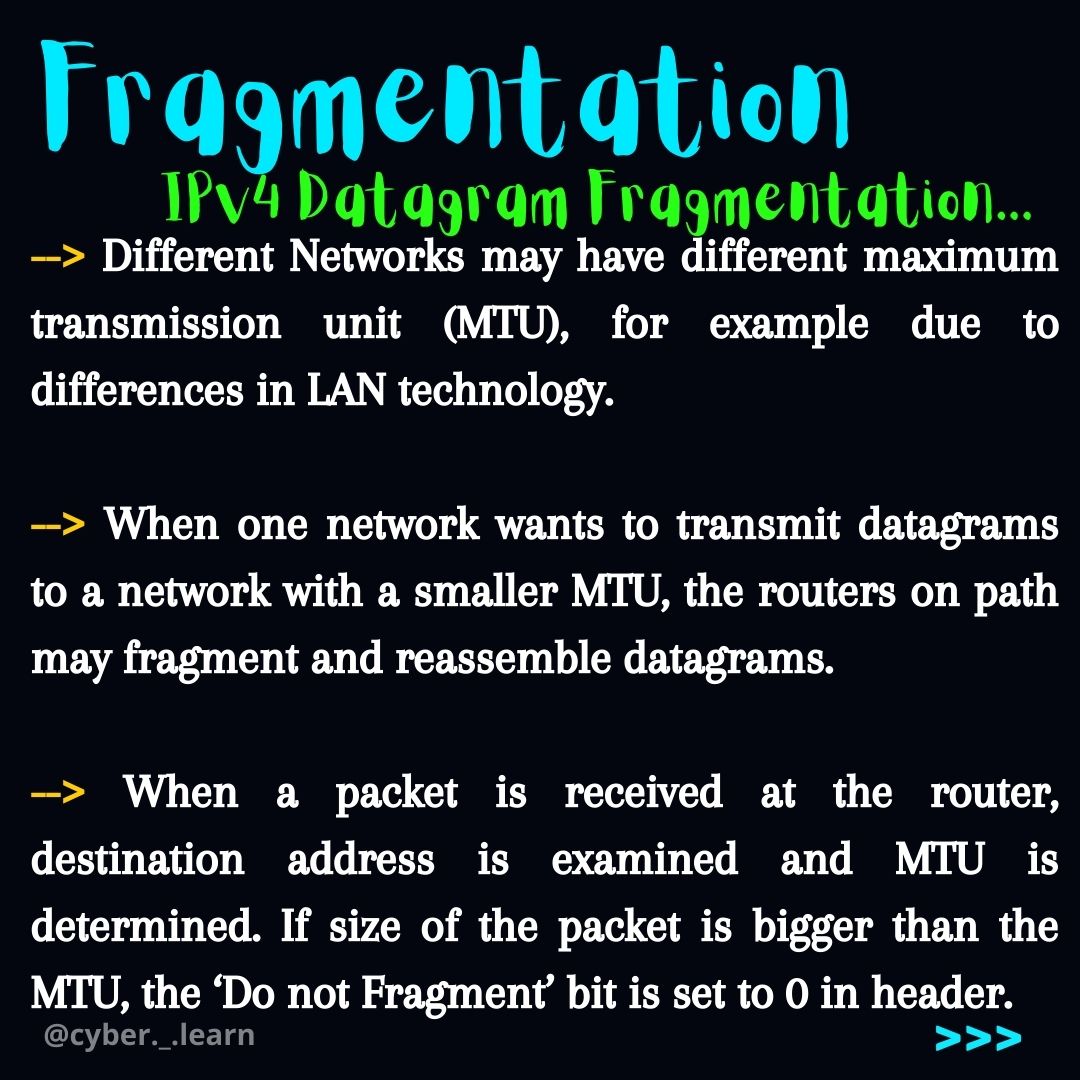 Fragmentation
IPv4 Datagram Fragmentation...
--> Different Networks may have different maximum
transmission unit (MTU), for example due to
differences in LAN technology.
--> When one network wants to transmit datagrams
to a network with a smaller MTU, the routers on path
may fragment and reassemble datagrams.
--> When a packet is received at the router,
destination address is examined and MTU is
determined. If size of the packet is bigger than the
MTU, the ‘Do not Fragment’ bit is set to 0 in header.
@cyber._.learn
>>>